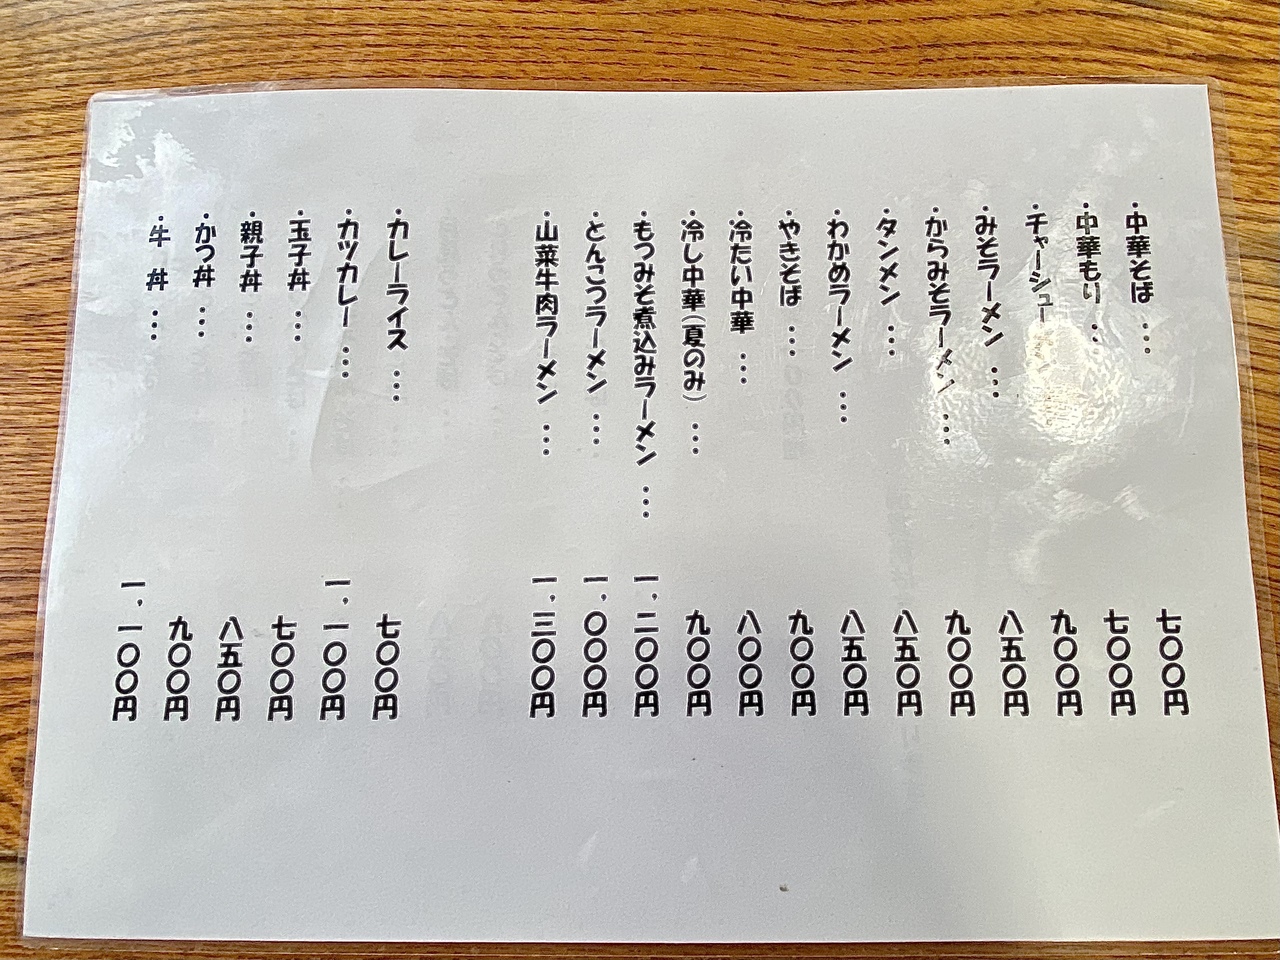 ・中華そば … 七〇〇円
・中華もり … 七〇〇円
・チャーシュー 九〇〇円
・みそラーメン … 八五〇円
・からみそラーメン … 九〇〇円
・タンメン … 八五〇円
・わかめラーメン … 八五〇円
・やきそば … 九〇〇円
・冷たい中華 … 八〇〇円
・冷し中華(夏のみ) … 九〇〇円
・もつみそ煮込みラーメン … 一,二〇〇円
・とんこつラーメン … 一,〇〇〇円
・山菜牛肉ラーメン … 一,三〇〇円
・カレーライス … 七〇〇円
・カツカレー … 一,一〇〇円
・玉子丼 … 七〇〇円
・親子丼 … 八五〇円
・かつ丼 … 九〇〇円
・牛丼 … 一,一〇〇円